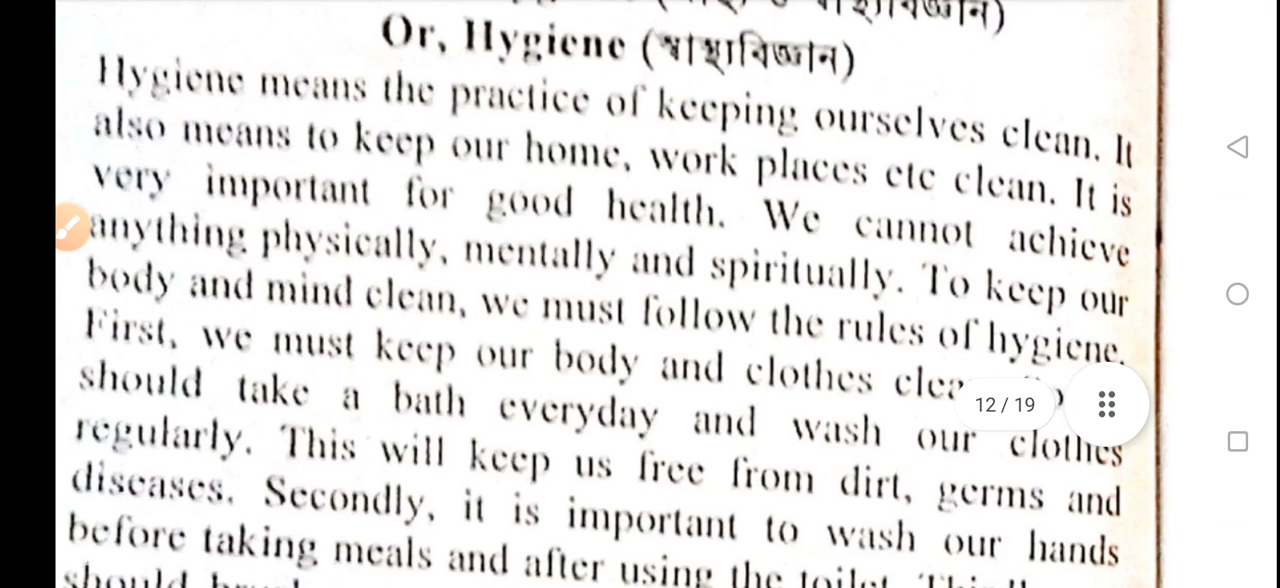 Or, Hygiene (স্বাস্থ্যবিজ্ঞান)
Hygiene means the practice of keeping ourselves clean. It
also means to keep our home, work places etc clean. It is
very important for good health. We cannot achieve
anything physically, mentally and spiritually. To keep our
body and mind clean, we must follow the rules of hygiene.
First, we must keep our body and clothes
should take a bath everyday and wash our clothes
12 / 19
regularly. This will keep us free from dirt, germs and
diseases. Secondly, it is important to wash our hands
before taking meals and after using the toilet.
should